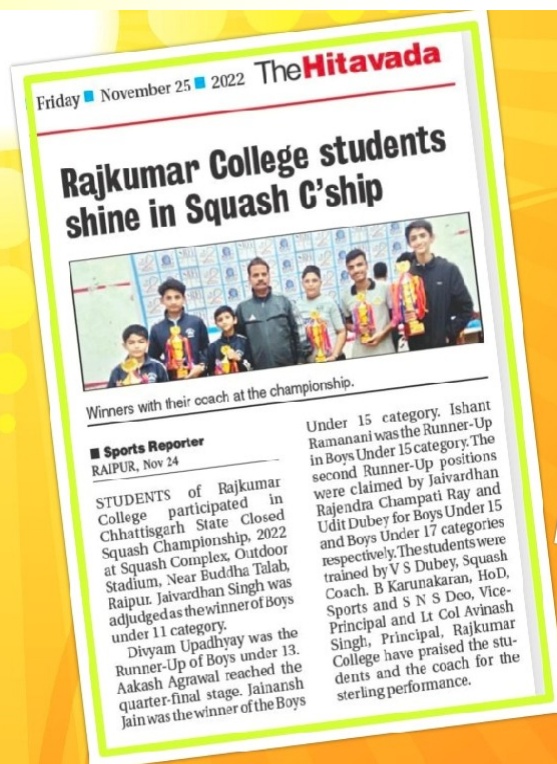 Friday ■ November 25 ■ 2022 TheHitavada
Rajkumar College students
shine in Squash C'ship
Winners with their coach at the championship.
■ Sports Reporter
RAIPUR, Nov 24
STUDENTS of Rajkumar
College participated in
Chhattisgarh State Closed
Squash Championship, 2022
at Squash Complex, Outdoor
Stadium, Near Buddha Talab,
Raipur. Jaivardhan Singh was
adjudged as the winner of Boys
under 11 category.
Divyam Upadhyay was the
Runner-Up of Boys under 13.
Aakash Agrawal reached the
quarter-final stage. Jainansh
Jain was the winner of the Boys
Under 15 category. Ishant
Ramanani was the Runner-Up
in Boys Under 15 category. The
second Runner-Up positions
were claimed by Jaivardhan
Rajendra Champati Ray and
Udit Dubey for Boys Under 15
and Boys Under 17 categories
respectively. The students were
trained by V S Dubey, Squash
Coach. B Karunakaran, HoD,
Sports and S N S Deo, Vice-
Principal and Lt Col Avinash
Singh, Principal, Rajkumar
College have praised the stu-
dents and the coach for the
sterling performance.